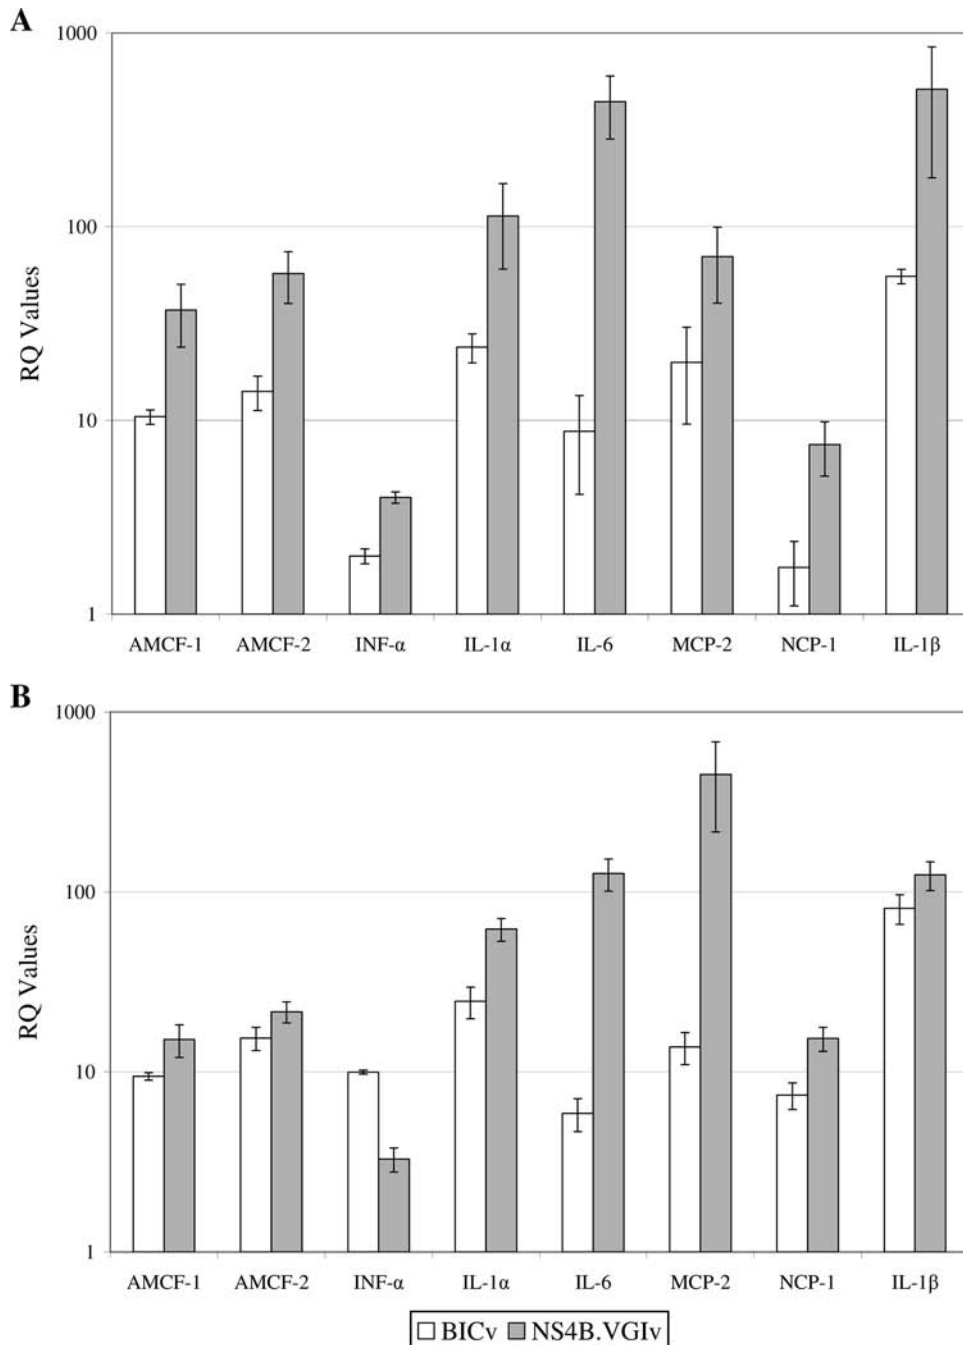 A
1000
100
10
1
RQ Values
AMCF-1 AMCF-2 INF-α IL-1α IL-6 MCP-2 NCP-1 IL-1β
B
1000
100
10
1
RQ Values
AMCF-1 AMCF-2 INF-α IL-1α IL-6 MCP-2 NCP-1 IL-1β
BICv NS4B.VGIv